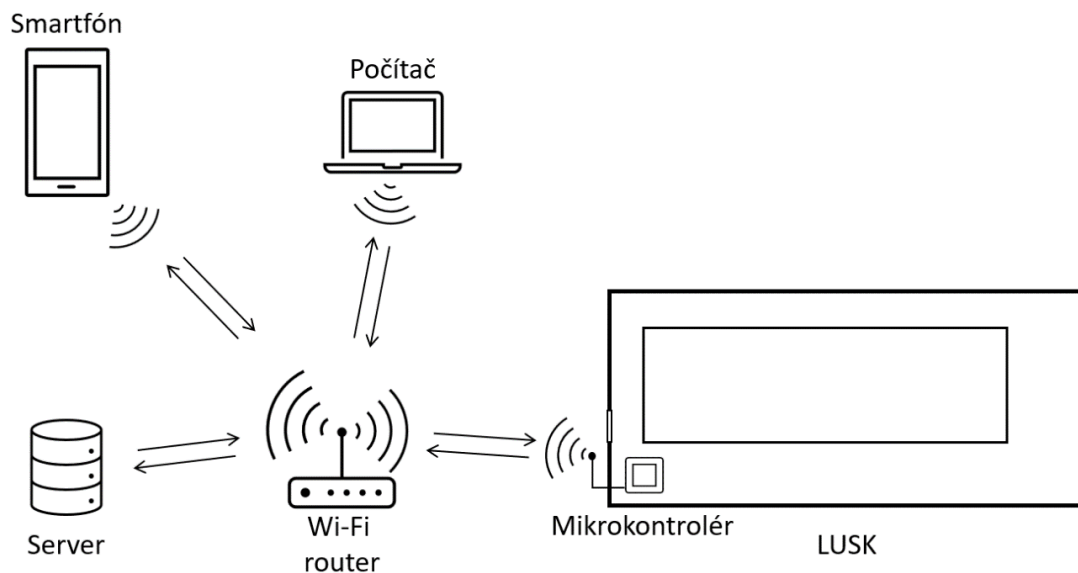 Smartfón
Počítač
Server
Wi-Fi
router
Mikrokontrolér
LUSK